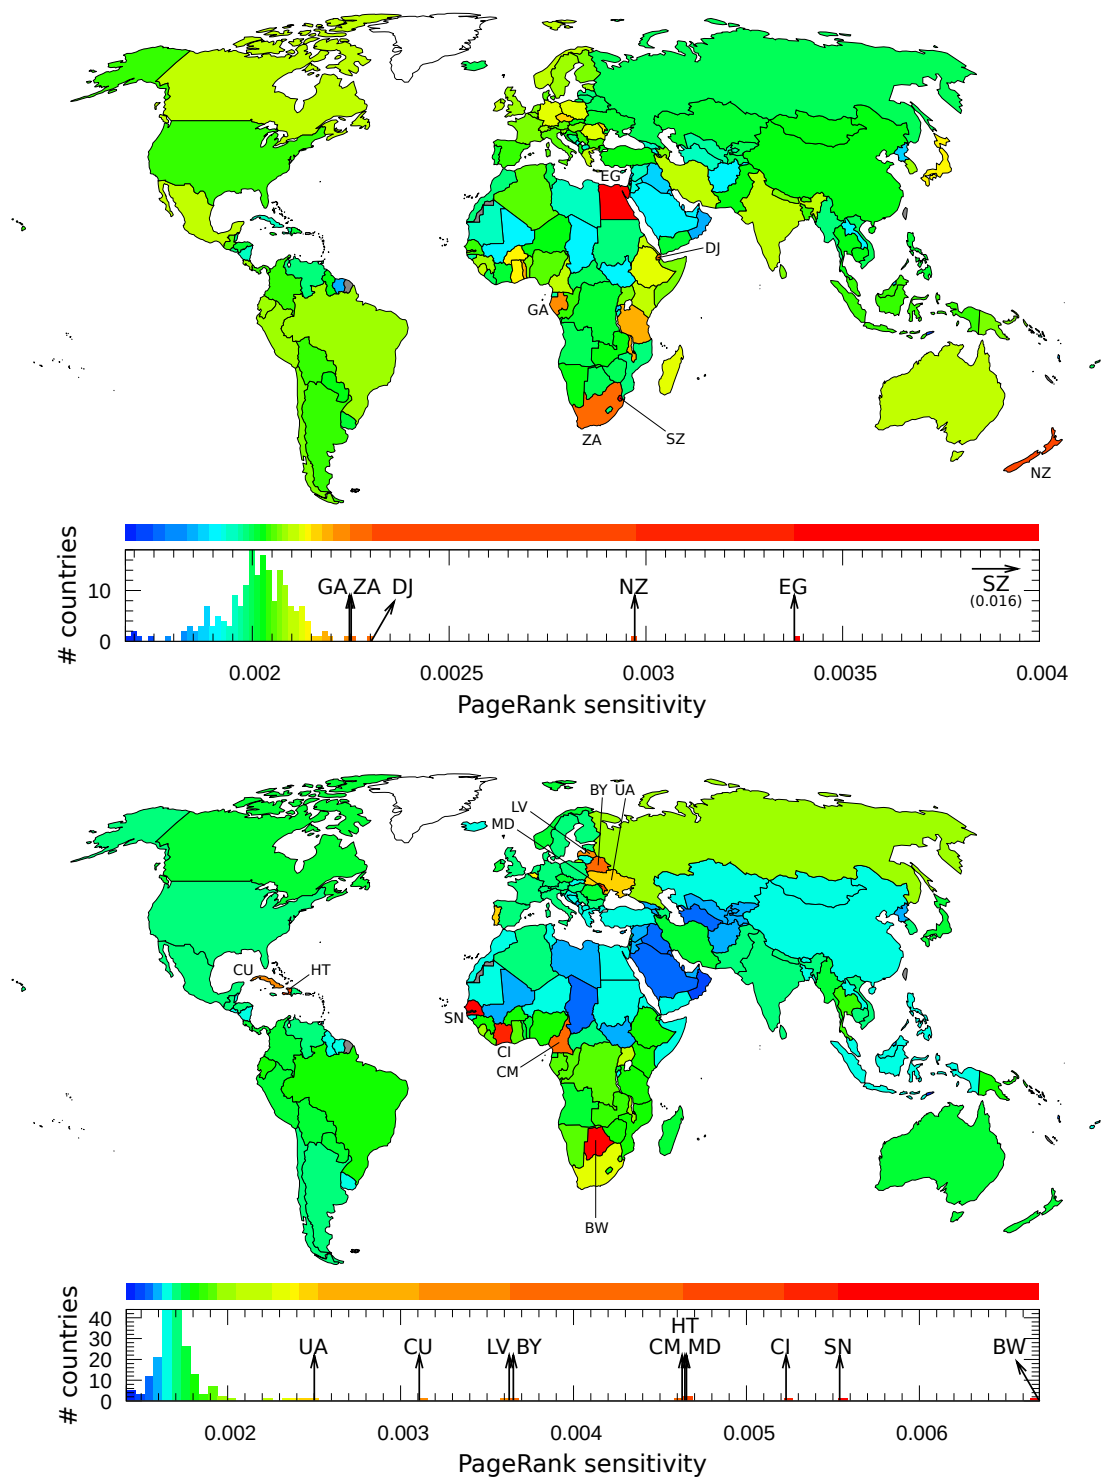 EG
DJ
GA
SZ
ZA
NZ
# countries
10
0
GA ZA DJ
NZ
EG
SZ
(0.016)
0.002
0.0025
0.003
0.0035
0.004
PageRank sensitivity
BY UA
LV
MD
CU
HT
SN
CI
CM
BW
# countries
40
30
20
10
0
HT
UA
CU
LV BY
CM MD
CI
SN
BW
0.002
0.003
0.004
0.005
0.006
PageRank sensitivity